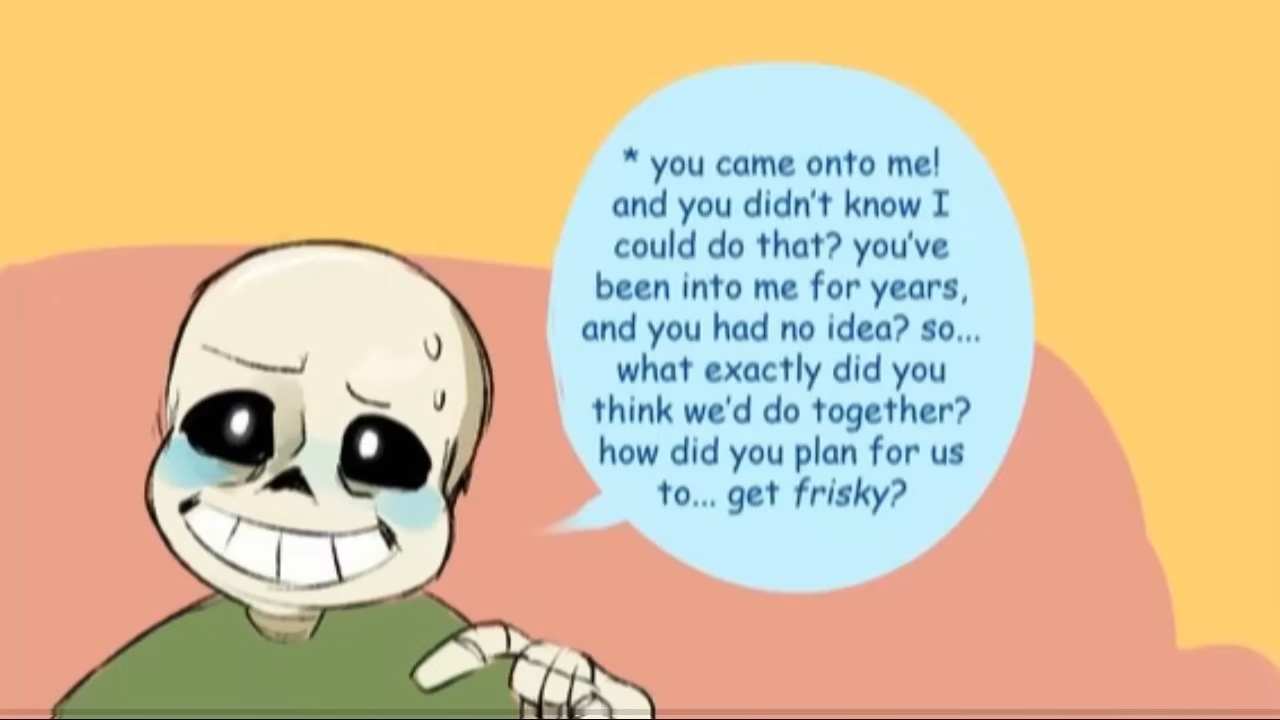 * you came onto me!
and you didn't know I
could do that? you've
been into me for years,
and you had no idea? so...
what exactly did you
think we'd do together?
how did you plan for us
to... get frisky?